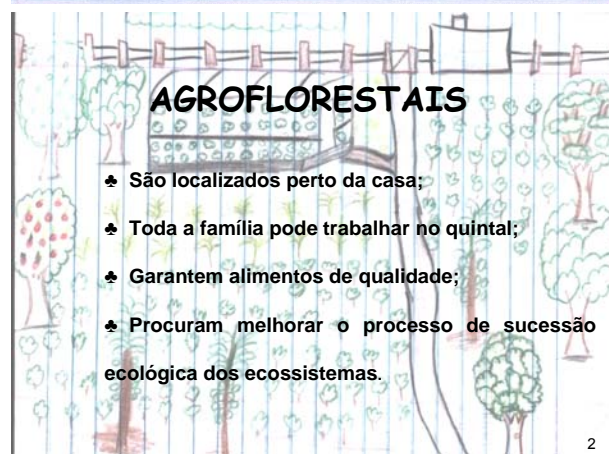 AGROFLORESTAIS
♣ São localizados perto da casa;
♣ Toda a família pode trabalhar no quintal;
♣ Garantem alimentos de qualidade;
♣ Procuram melhorar o processo de sucessão
ecológica dos ecossistemas.
2